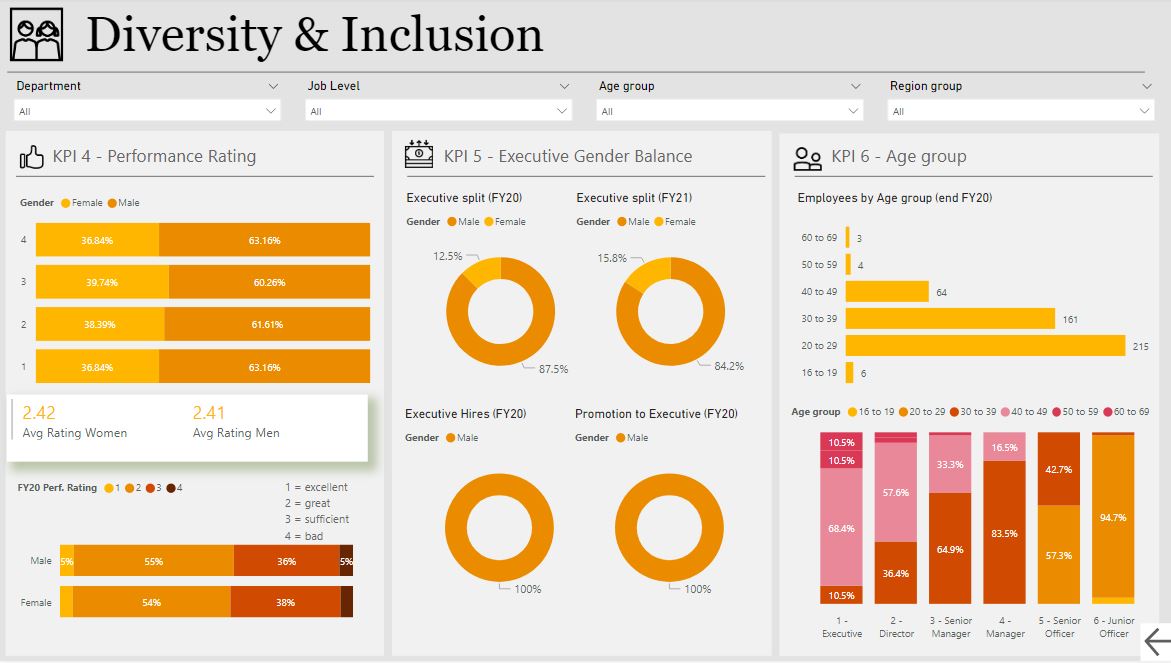 Diversity & Inclusion
Department
Job Level
Age group
Region group
All
All
All
All
KPI 4 - Performance Rating
Gender Female Male
4 36.84% 63.16%
3 39.74% 60.26%
2 38.39% 61.61%
1 36.84% 63.16%
2.42
Avg Rating Women
2.41
Avg Rating Men
FY20 Perf. Rating 1 2 3 4
1 = excellent
2 = great
3 = sufficient
4 = bad
Male 5% 55% 36% 5%
Female 54% 38%
KPI 5 - Executive Gender Balance
Executive split (FY20)
Gender Male Female
12.5%
87.5%
Executive split (FY21)
Gender Male Female
15.8%
84.2%
Executive Hires (FY20)
Gender Male
100%
Promotion to Executive (FY20)
Gender Male
100%
KPI 6 - Age group
Employees by Age group (end FY20)
60 to 69 3
50 to 59 4
40 to 49 64
30 to 39 161
20 to 29 215
16 to 19 6
Age group 16 to 19 20 to 29 30 to 39 40 to 49 50 to 59 60 to 69
10.5%
10.5%
68.4%
10.5%
1 -
Executive
57.6%
36.4%
2 -
Director
33.3%
64.9%
3 - Senior
Manager
16.5%
83.5%
4 -
Manager
42.7%
57.3%
5 - Senior
Officer
94.7%
6 - Junior
Officer